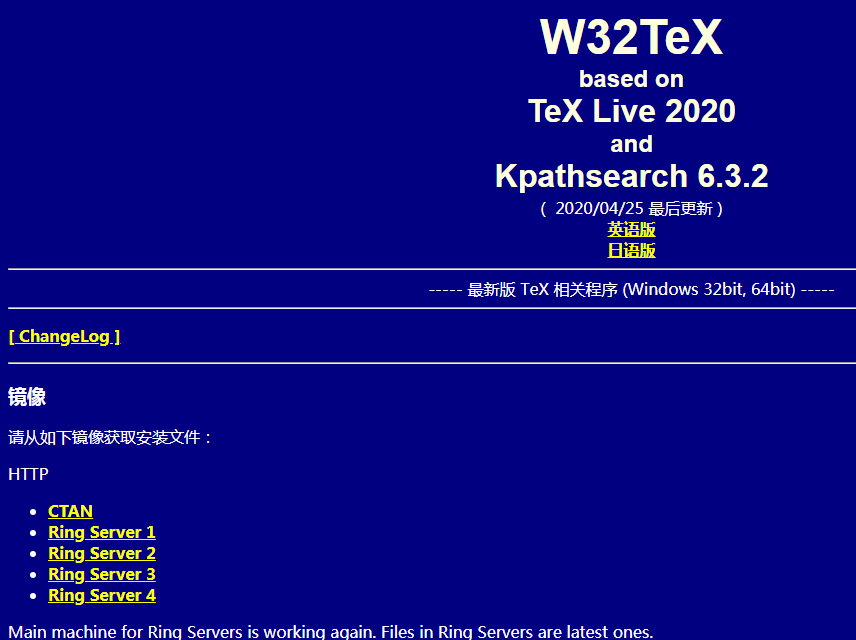 W32TeX
based on
TeX Live 2020
and
Kpathsearch 6.3.2
( 2020/04/25 最后更新 )
英语版
日语版
----- 最新版 TeX 相关程序 (Windows 32bit, 64bit) -----
[ ChangeLog ]
镜像
请从如下镜像获取安装文件：
HTTP
CTAN
Ring Server 1
Ring Server 2
Ring Server 3
Ring Server 4
Main machine for Ring Servers is working again. Files in Ring Servers are latest ones.